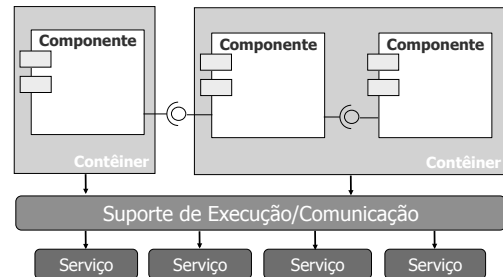 Componente
Componente
Componente
Contêiner
Contêiner
Suporte de Execução/Comunicação
Serviço
Serviço
Serviço
Serviço